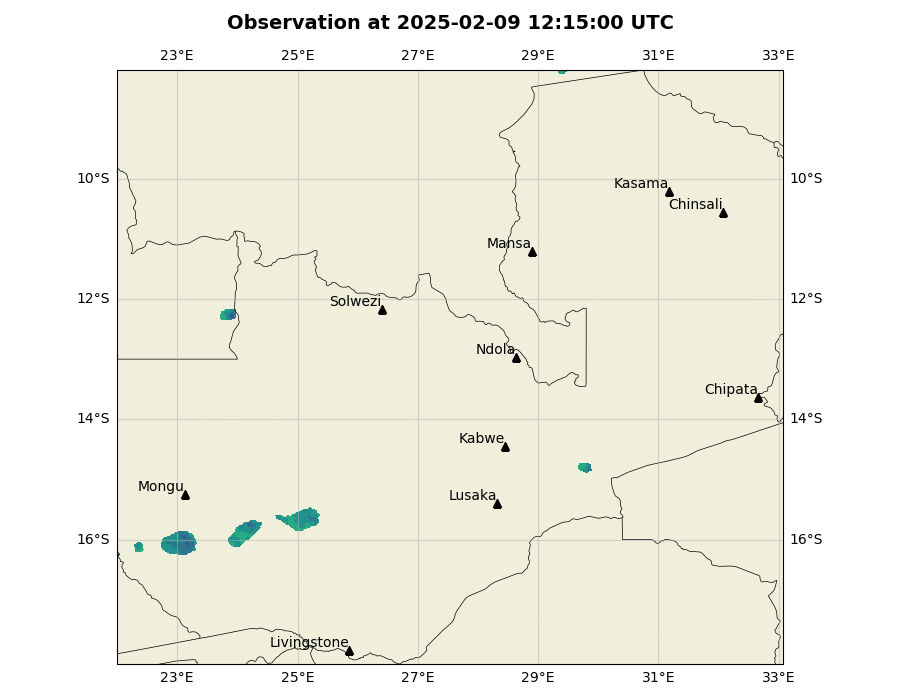 Observation at 2025-02-09 12:15:00 UTC
23°E 25°E 27°E 29°E 31°E 33°E
10°S 10°S
Kasama
Chinsali
Mansa
12°S 12°S
Solwezi
Ndola
Chipata
14°S 14°S
Kabwe
Mongu
Lusaka
16°S 16°S
Livingstone
23°E 25°E 27°E 29°E 31°E 33°E